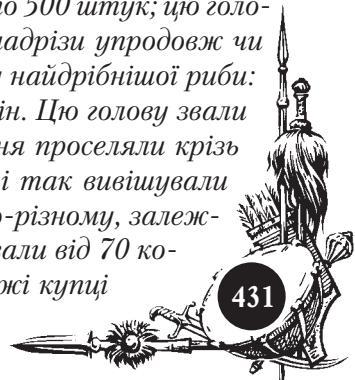 по 500 штук; цю голо-
надрізи упродовж чи
найдрібнішої риби:
ін. Цю голову звали
ня проселяли крізь
і так вивішували
о-різному, залеж-
вали від 70 ко-
жі купці
431